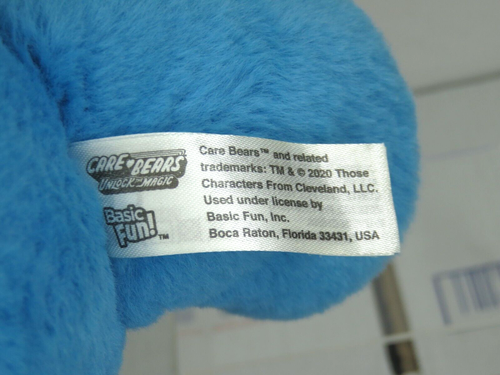 CARE BEARS
UNLOCK THE MAGIC
Basic
Fun!™
Care Bears™ and related
trademarks: TM & © 2020 Those
Characters From Cleveland, LLC.
Used under license by
Basic Fun, Inc.
Boca Raton, Florida 33431, USA